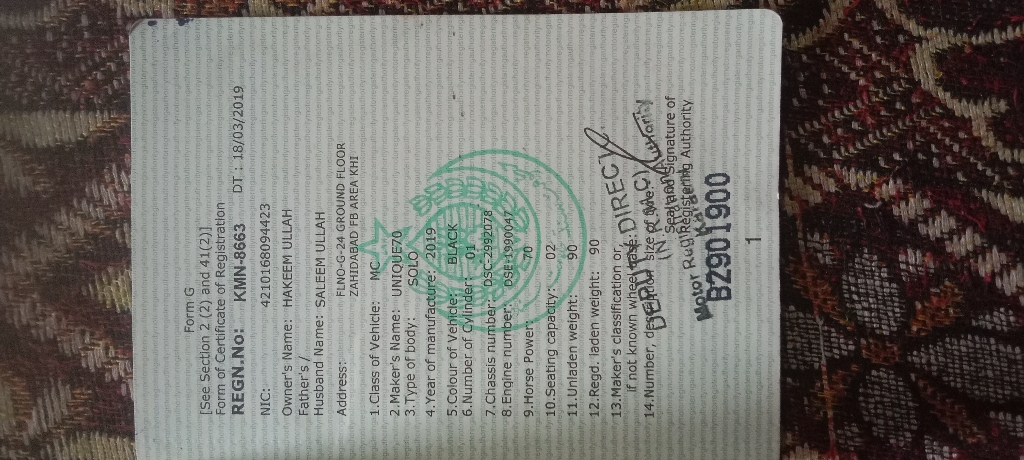 Form G
[See Section 2 (2) and 41(2)]
Form of Certificate of Registration
REGN.No: KMN-8663 DT : 18/03/2019
NIC: 4210168094423
Owner's Name: HAKEEM ULLAH
Father's /
Husband Name: SALEEM ULLAH
Address: FLNO-G-24 GROUND FLOOR
ZAHIDABAD FB AREA KHI
1.Class of Vehicle: MC
2.Maker's Name: UNIQUE70
3.Type of body: SOLO
4.Year of manufacture: 2019
5.Colour of Vehicle: BLACK
6.Number of Cylinder: 01
7.Chassis number: DSC-2992078
8.Engine number: DSE-1990047
9.Horse Power: 70
10.Seating capacity: 02
11.Unladen weight: 90
12.Regd. laden weight: 90
13.Maker's classification or,
if not known wheel base:
14.Number, description size of tyre:
DEPUTY DIRECTOR
Seal and Signature of
Registering Authority
BZ901900
1